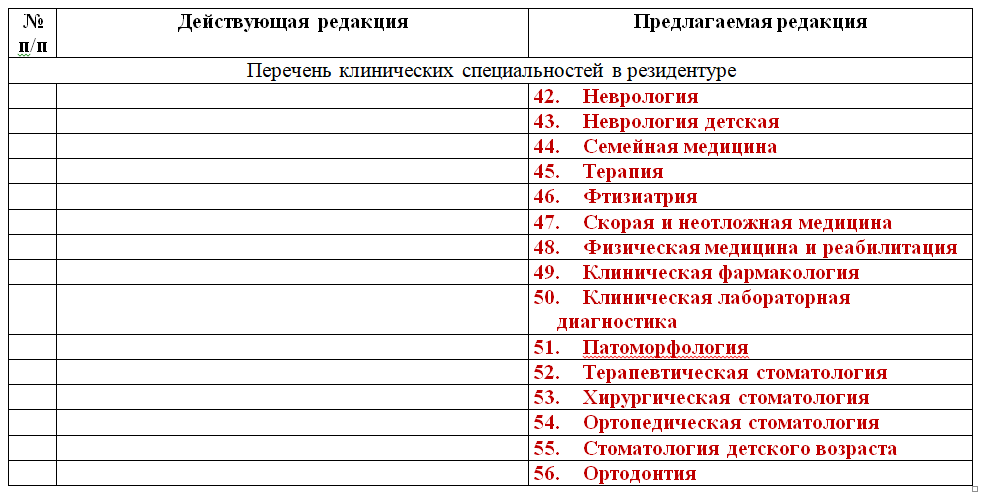 № Действующая редакция Предлагаемая редакция
п/п
Перечень клинических специальностей в резидентуре
42. Неврология
43. Неврология детская
44. Семейная медицина
45. Терапия
46. Фтизиатрия
47. Скорая и неотложная медицина
48. Физическая медицина и реабилитация
49. Клиническая фармакология
50. Клиническая лабораторная
диагностика
51. Патоморфология
52. Терапевтическая стоматология
53. Хирургическая стоматология
54. Ортопедическая стоматология
55. Стоматология детского возраста
56. Ортодонтия